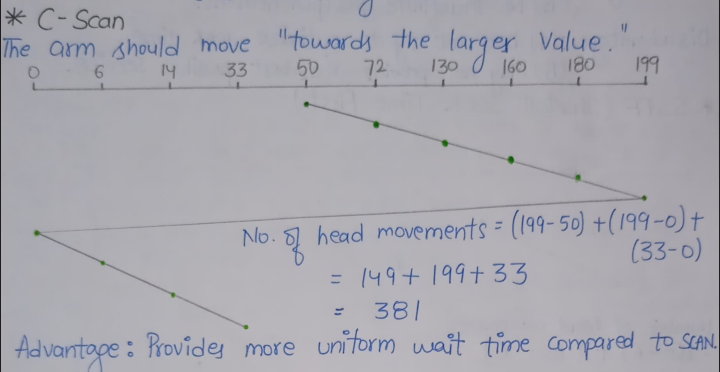 * C-Scan
The arm should move "towards the larger Value."
0 6 14 33 50 72 130 160 180 199
No. of head movements = (199-50) + (199-0) +
(33-0)
= 149 + 199 + 33
= 381
Advantage : Provides more uniform wait time compared to SCAN.